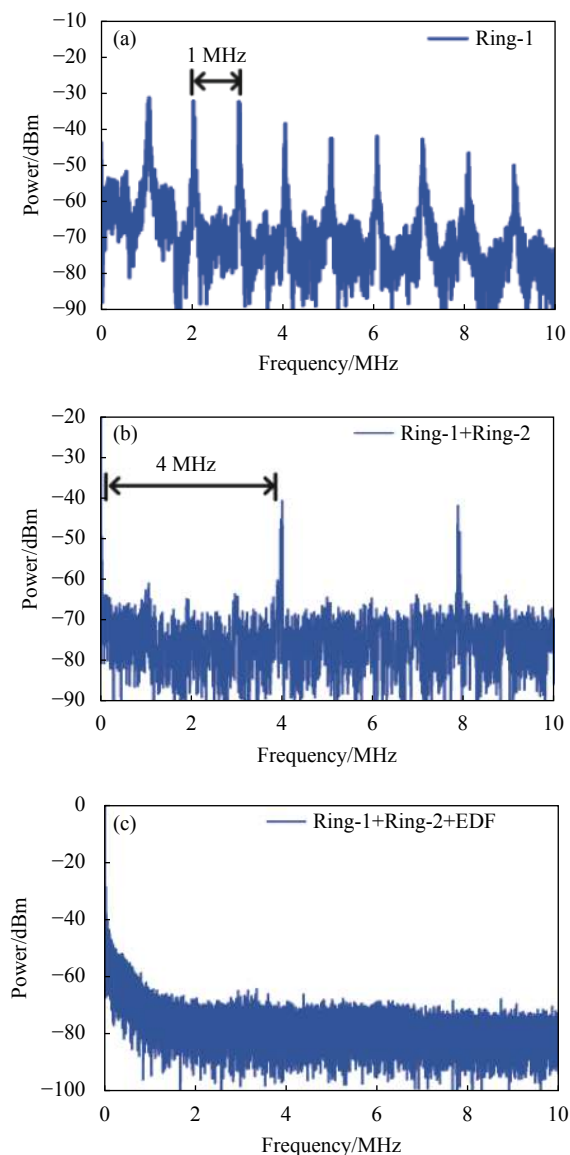 (a)
Ring-1
1 MHz
Power/dBm
−10
−20
−30
−40
−50
−60
−70
−80
−90
0 2 4 6 8 10
Frequency/MHz
(b)
Ring-1+Ring-2
4 MHz
Power/dBm
−20
−30
−40
−50
−60
−70
−80
−90
0 2 4 6 8 10
Frequency/MHz
(c)
Ring-1+Ring-2+EDF
Power/dBm
0
−20
−40
−60
−80
−100
0 2 4 6 8 10
Frequency/MHz